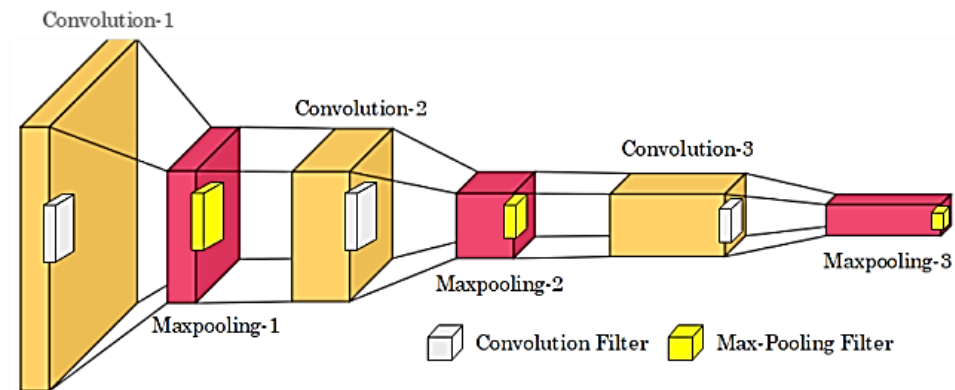 Convolution-1
Convolution-2
Convolution-3
Maxpooling-1
Maxpooling-2
Maxpooling-3
Convolution Filter
Max-Pooling Filter